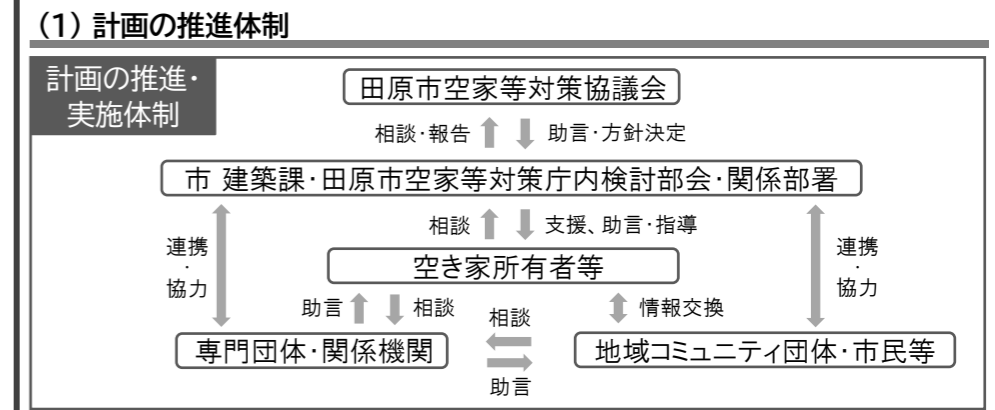 (1) 計画の推進体制
計画の推進・
実施体制
田原市空家等対策協議会
相談・報告
助言・方針決定
市 建築課・田原市空家等対策庁内検討部会・関係部署
相談
支援、助言・指導
連携
・
協力
空き家所有者等
連携
・
協力
助言
相談
相談
情報交換
専門団体・関係機関
地域コミュニティ団体・市民等
助言